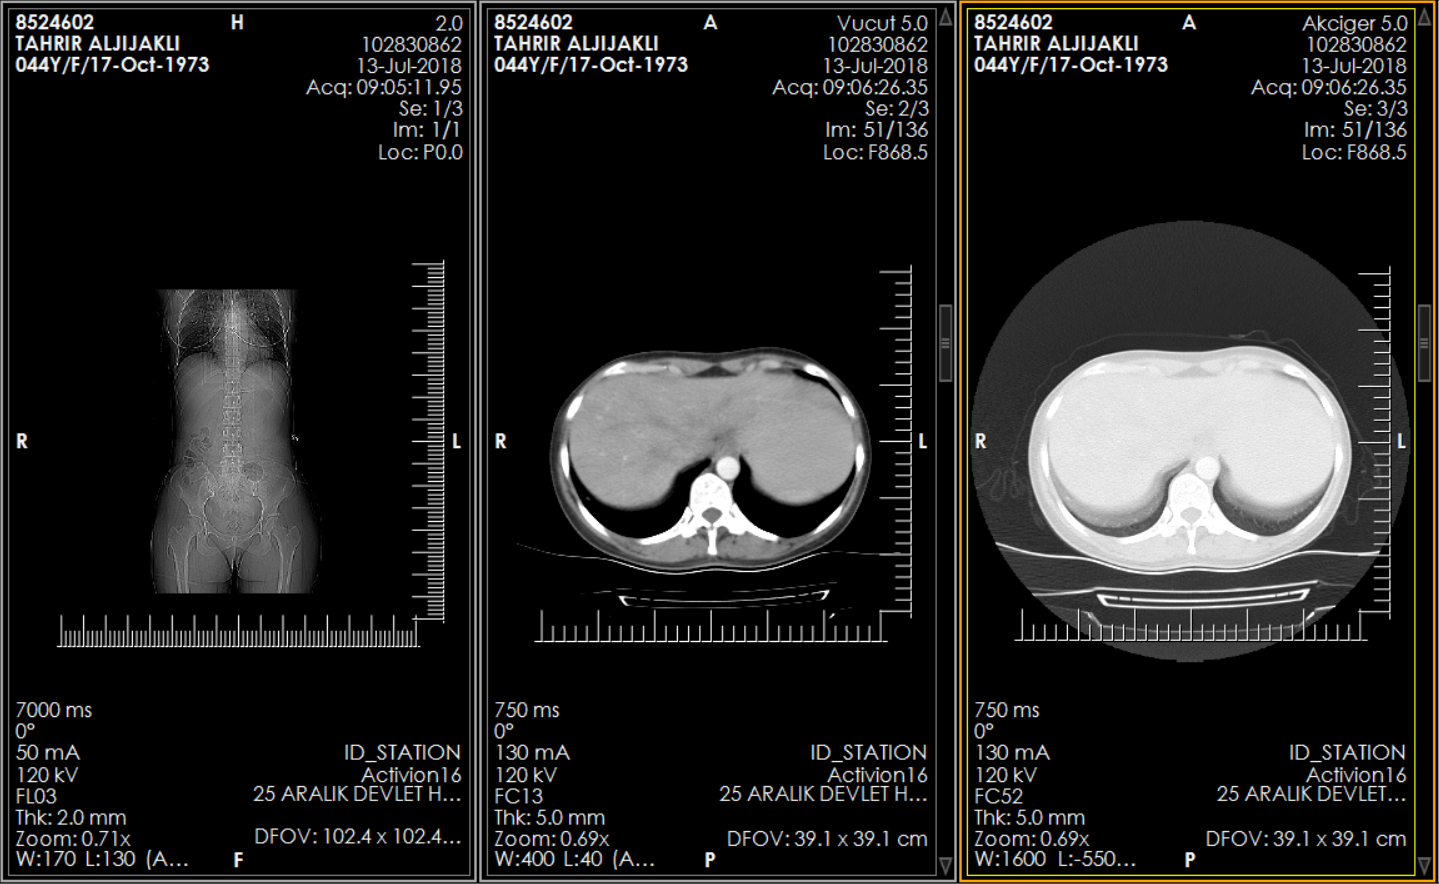 8524602
H
2.0
TAHRIR ALJIJAKLI
102830862
044Y/F/17-Oct-1973
13-Jul-2018
Acq: 09:05:11.95
Se: 1/3
Im: 1/1
Loc: P0.0
R
L
7000 ms
0°
50 mA
ID_STATION
120 kV
Activion16
FL03
25 ARALIK DEVLET H...
Thk: 2.0 mm
Zoom: 0.71x
DFOV: 102.4 x 102.4...
W:170 L:130 (A...
F
8524602
A
Vucut 5.0
TAHRIR ALJIJAKLI
102830862
044Y/F/17-Oct-1973
13-Jul-2018
Acq: 09:06:26.35
Se: 2/3
Im: 51/136
Loc: F868.5
R
L
750 ms
0°
130 mA
ID_STATION
120 kV
Activion16
FC13
25 ARALIK DEVLET H...
Thk: 5.0 mm
Zoom: 0.69x
DFOV: 39.1 x 39.1 cm
W:400 L:40 (A...
P
8524602
A
Akciger 5.0
TAHRIR ALJIJAKLI
102830862
044Y/F/17-Oct-1973
13-Jul-2018
Acq: 09:06:26.35
Se: 3/3
Im: 51/136
Loc: F868.5
R
L
750 ms
0°
130 mA
ID_STATION
120 kV
Activion16
FC52
25 ARALIK DEVLET...
Thk: 5.0 mm
Zoom: 0.69x
DFOV: 39.1 x 39.1 cm
W:1600 L:-550...
P